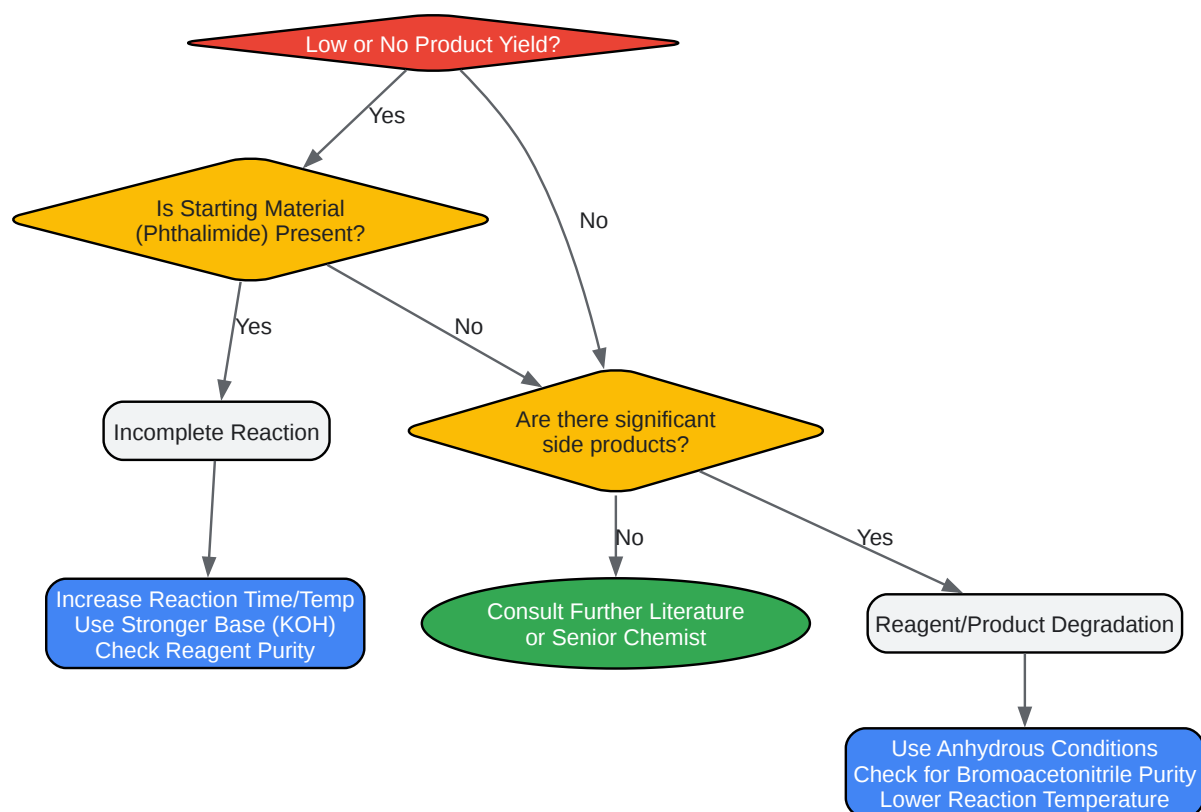 Low or No Product Yield?
Yes
Is Starting Material
(Phthalimide) Present?
No
Yes
No
Incomplete Reaction
Are there significant
side products?
No
Yes
Increase Reaction Time/Temp
Use Stronger Base (KOH)
Check Reagent Purity
Consult Further Literature
or Senior Chemist
Reagent/Product Degradation
Use Anhydrous Conditions
Check for Bromoacetonitrile Purity
Lower Reaction Temperature